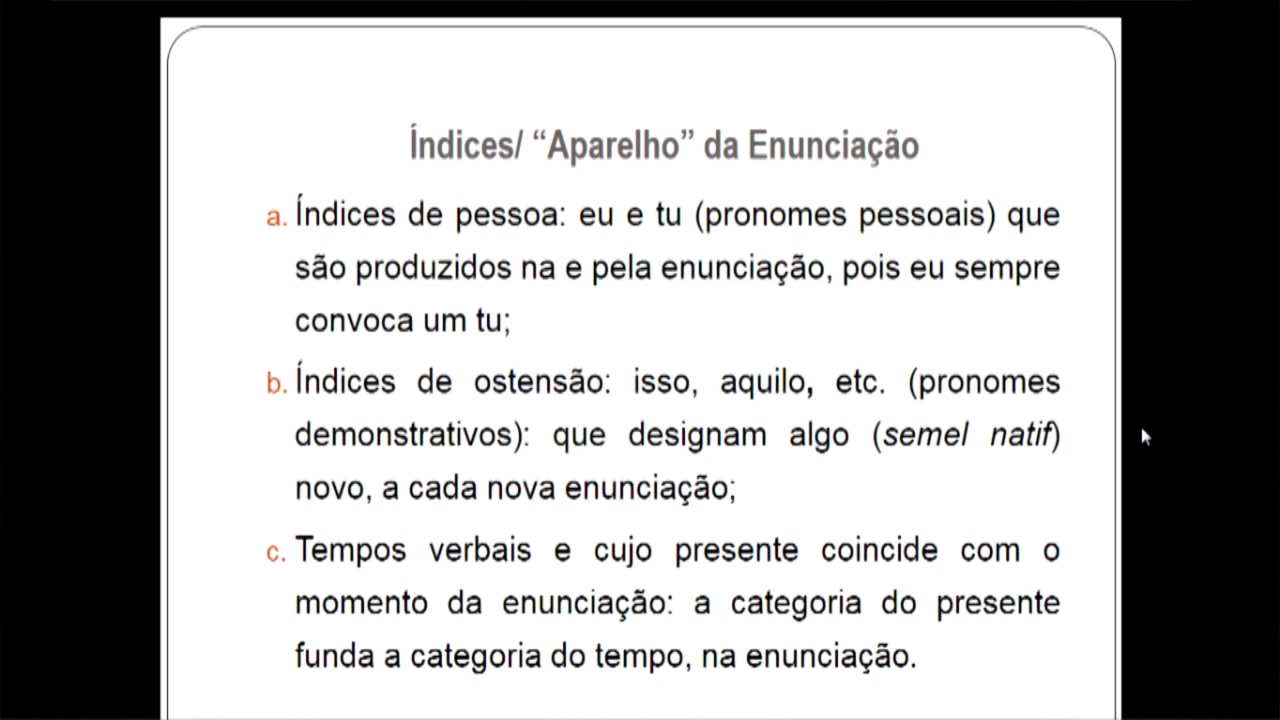 Índices/ “Aparelho” da Enunciação
a. Índices de pessoa: eu e tu (pronomes pessoais) que
são produzidos na e pela enunciação, pois eu sempre
convoca um tu;
b. Índices de ostensão: isso, aquilo, etc. (pronomes
demonstrativos): que designam algo (semel natif)
novo, a cada nova enunciação;
c. Tempos verbais e cujo presente coincide com o
momento da enunciação: a categoria do presente
funda a categoria do tempo, na enunciação.